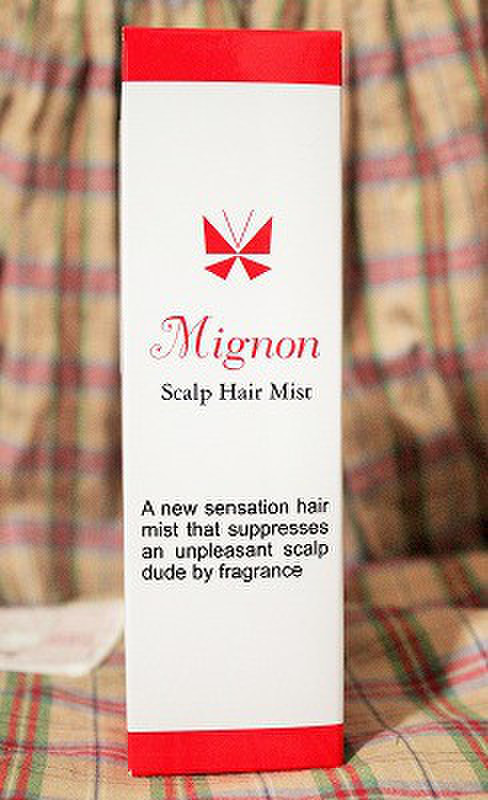 Mignon
Scalp Hair Mist
A new sensation hair
mist that suppresses
an unpleasant scalp
dude by fragrance